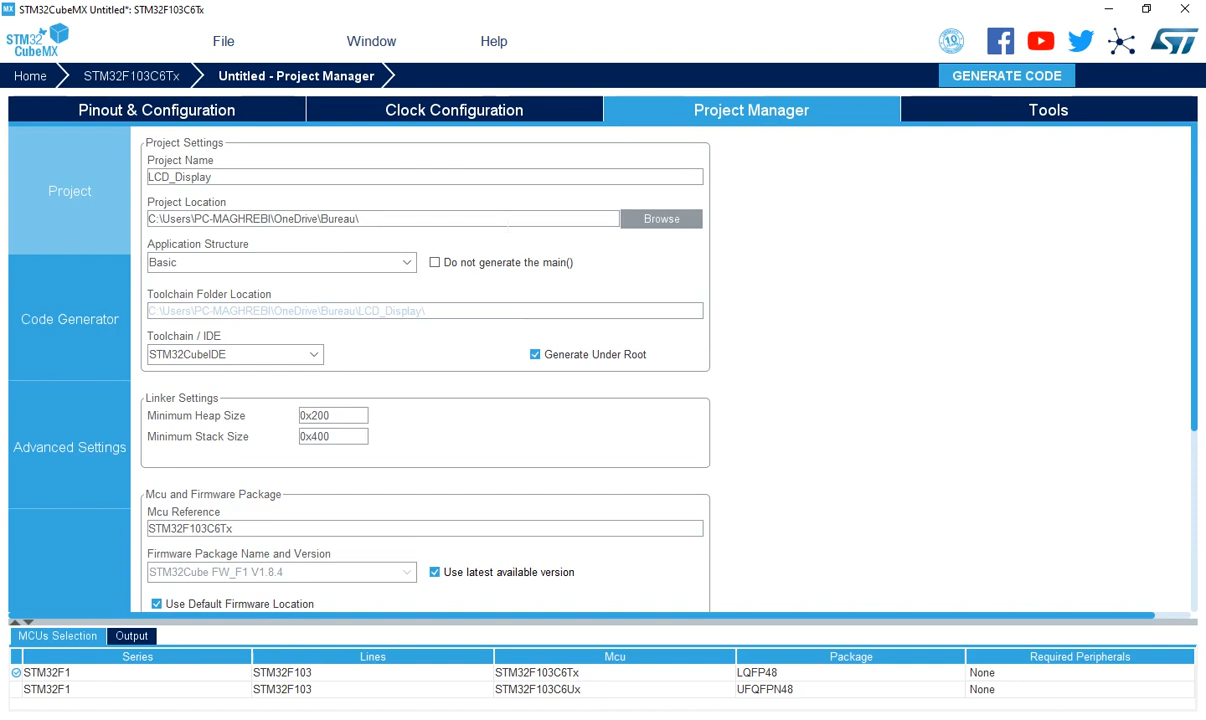 MX STM32CubeMX Untitled*: STM32F103C6Tx
STM32
CubeMX
File Window Help
10
ST
Home STM32F103C6Tx Untitled - Project Manager GENERATE CODE
Pinout & Configuration Clock Configuration Project Manager Tools
Project
Code Generator
Advanced Settings
Project Settings
Project Name
LCD_Display
Project Location
C:\Users\PC-MAGHREBI\OneDrive\Bureau\ Browse
Application Structure
Basic Do not generate the main()
Toolchain Folder Location
C:\Users\PC-MAGHREBI\OneDrive\Bureau\LCD_Display\
Toolchain / IDE
STM32CubeIDE Generate Under Root
Linker Settings
Minimum Heap Size 0x200
Minimum Stack Size 0x400
Mcu and Firmware Package
Mcu Reference
STM32F103C6Tx
Firmware Package Name and Version
STM32Cube FW_F1 V1.8.4 Use latest available version
Use Default Firmware Location
MCUs Selection Output
Series Lines Mcu Package Required Peripherals
STM32F1 STM32F103 STM32F103C6Tx LQFP48 None
STM32F1 STM32F103 STM32F103C6Ux UFQFPN48 None